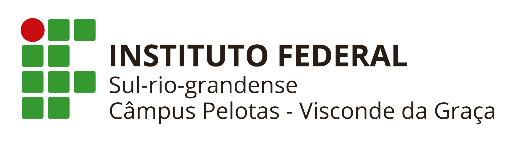 INSTITUTO FEDERAL
Sul-rio-grandense
Câmpus Pelotas - Visconde da Graça